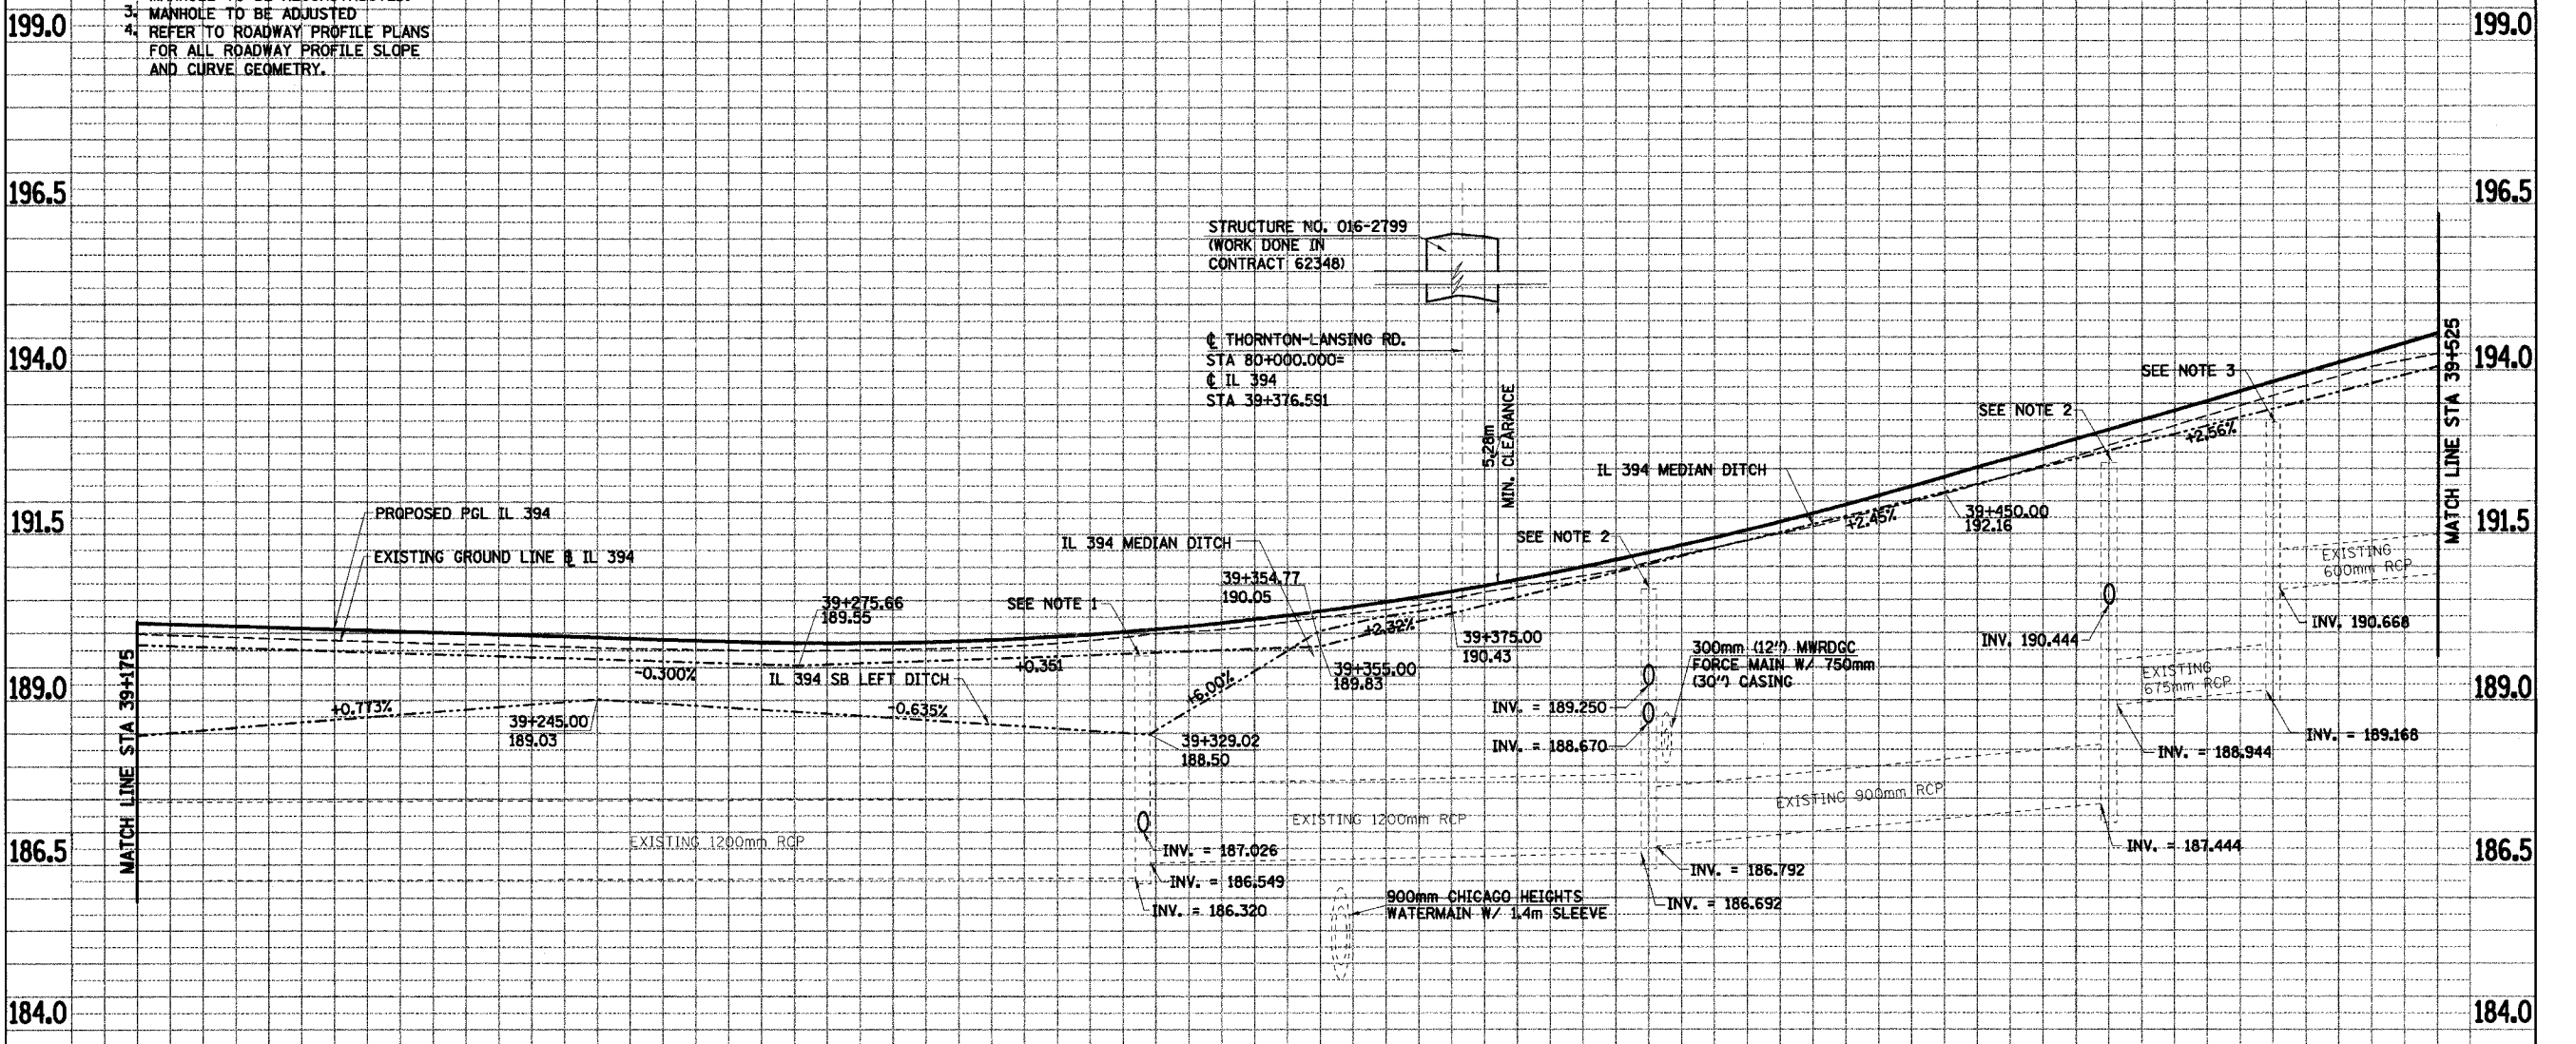 3. MANHOLE TO BE ADJUSTED
4. REFER TO ROADWAY PROFILE PLANS
FOR ALL ROADWAY PROFILE SLOPE
AND CURVE GEOMETRY.
199.0
199.0
196.5
196.5
194.0
194.0
191.5
191.5
189.0
189.0
186.5
186.5
184.0
184.0
MATCH LINE STA 39+175
PROPOSED PGL IL 394
EXISTING GROUND LINE ℄ IL 394
+0.773%
39+245.00
189.03
-0.300%
39+275.66
189.55
IL 394 SB LEFT DITCH
-0.635%
+0.351
SEE NOTE 1
39+329.02
188.50
+6.00%
IL 394 MEDIAN DITCH
39+354.77
190.05
+2.32%
39+355.00
189.83
39+375.00
190.43
STRUCTURE NO. 016-2799
(WORK DONE IN
CONTRACT 62348)
℄ THORNTON-LANSING RD.
STA 80+000.000=
℄ IL 394
STA 39+376.591
5.28m
MIN. CLEARANCE
SEE NOTE 2
IL 394 MEDIAN DITCH
+2.45%
39+450.00
192.16
SEE NOTE 2
SEE NOTE 3
+2.56%
MATCH LINE STA 39+525
EXISTING 1200mm RCP
INV. = 187.026
INV. = 186.549
INV. = 186.320
EXISTING 1200mm RCP
900mm CHICAGO HEIGHTS
WATERMAIN W/ 1.4m SLEEVE
INV. = 189.250
INV. = 188.670
300mm (12") MWRDGC
FORCE MAIN W/ 750mm
(30") CASING
INV. = 186.792
INV. = 186.692
EXISTING 900mm RCP
INV. 190.444
INV. = 187.444
INV. = 188.944
EXISTING
675mm RCP
INV. = 189.168
INV. 190.668
EXISTING
600mm RCP